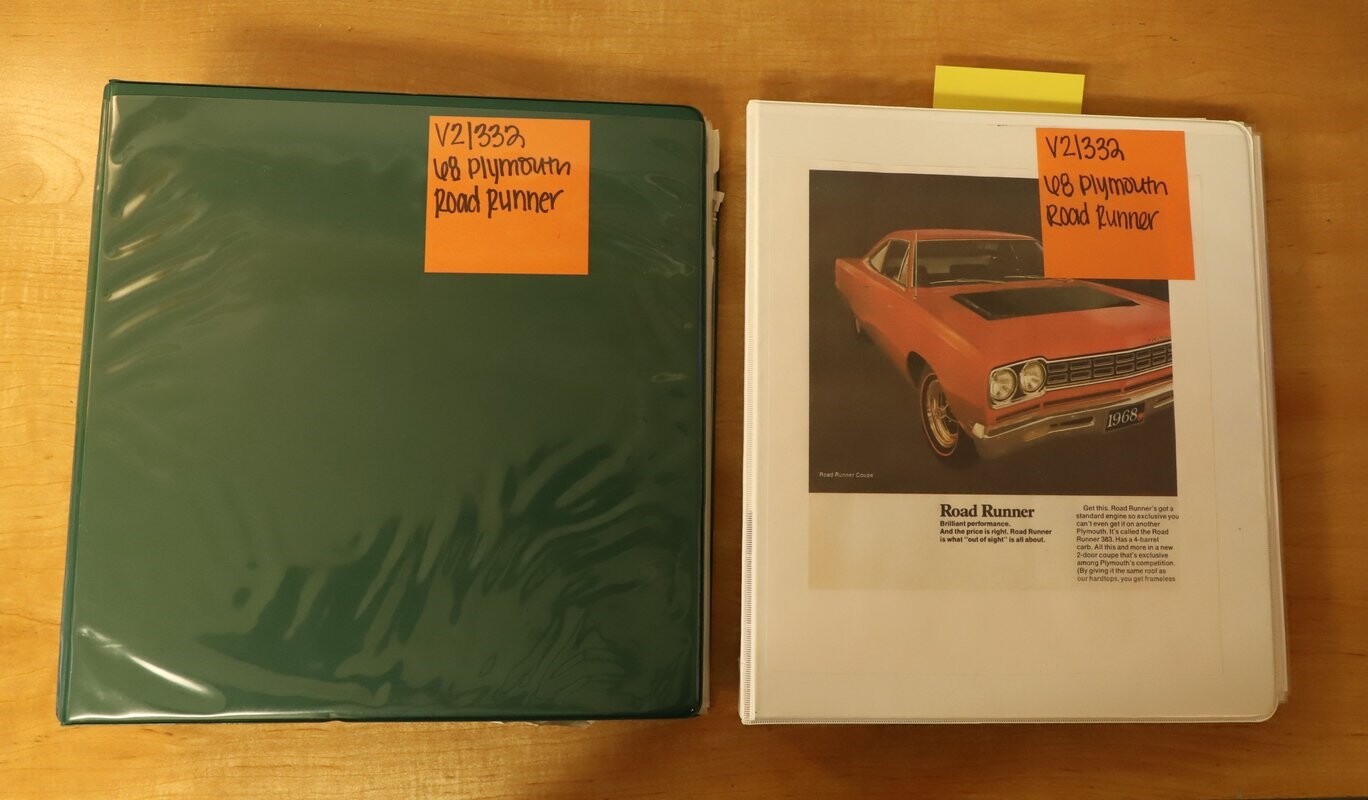 V21332
68 Plymouth
Road Runner
V21332
68 Plymouth
Road Runner
1968
Road Runner Coupe
Road Runner
Brilliant performance.
And the price is right. Road Runner
is what "out of sight" is all about.
Get this. Road Runner's got a
standard engine so exclusive you
can't even get it on another
Plymouth. It's called the Road
Runner 383. Has a 4-barrel
carb. All this and more in a new
2-door coupe that's exclusive
among Plymouth's competition.
(By giving it the same roof as
our hardtops, you get frameless